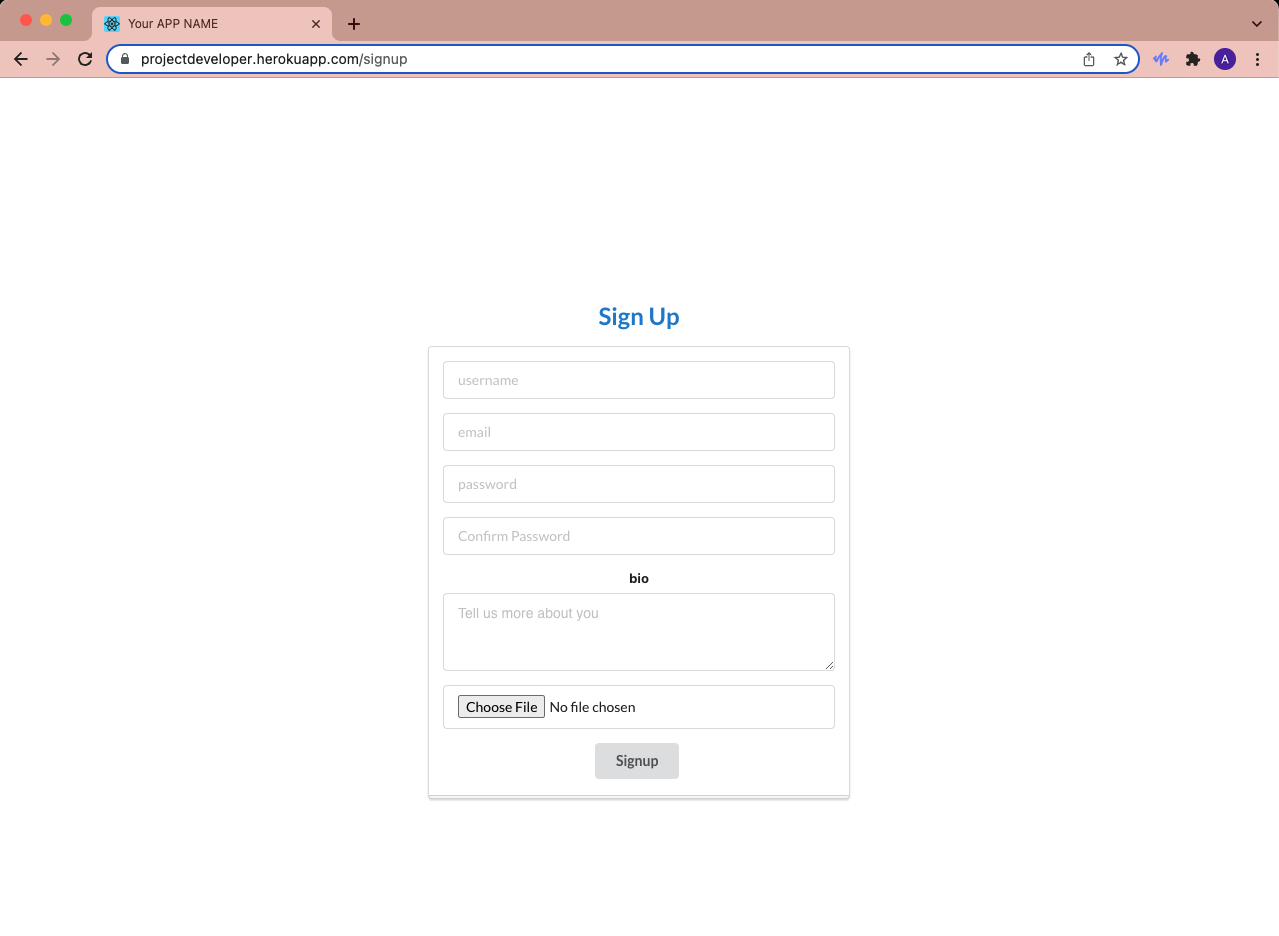 Your APP NAME
projectdeveloper.herokuapp.com/signup
A
Sign Up
username
email
password
Confirm Password
bio
Tell us more about you
Choose File No file chosen
Signup